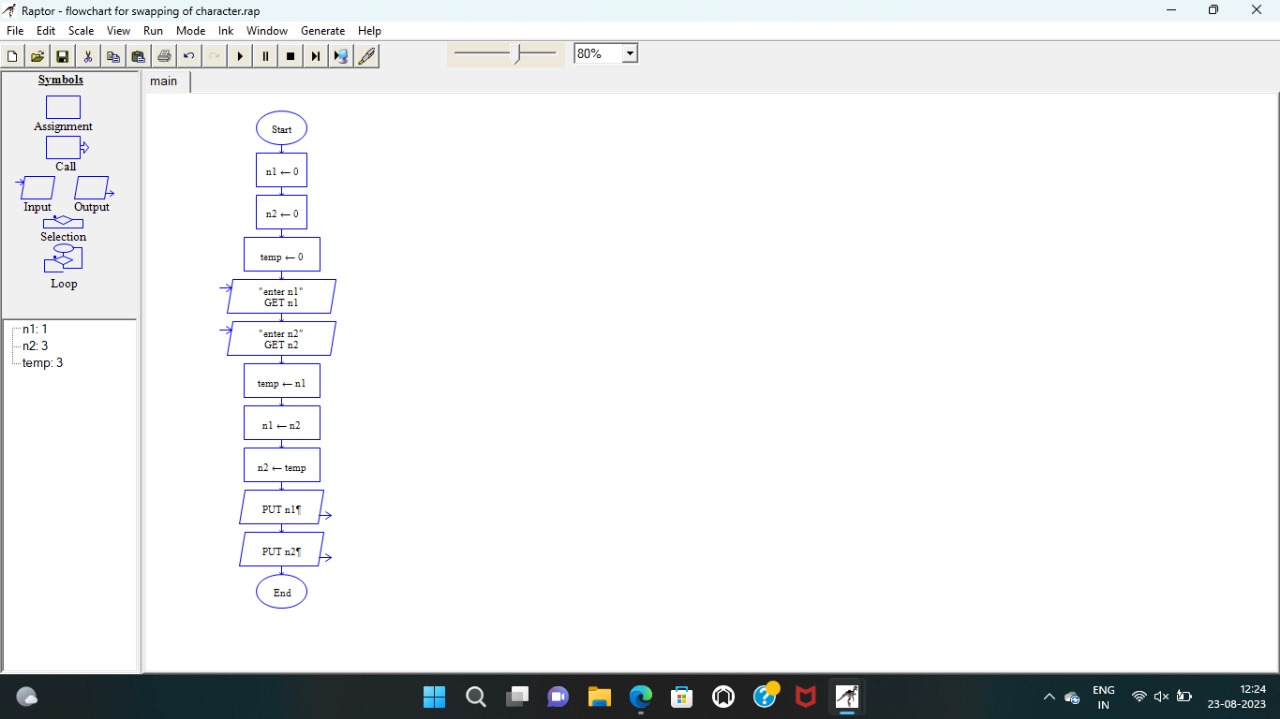 Raptor - flowchart for swapping of character.rap
File Edit Scale View Run Mode Ink Window Generate Help
80%
Symbols
main
Assignment
Call
Input Output
Selection
Loop
n1: 1
n2: 3
temp: 3
Start
n1 ← 0
n2 ← 0
temp ← 0
"enter n1"
GET n1
"enter n2"
GET n2
temp ← n1
n1 ← n2
n2 ← temp
PUT n1¶
PUT n2¶
End
ENG
IN
12:24
23-08-2023